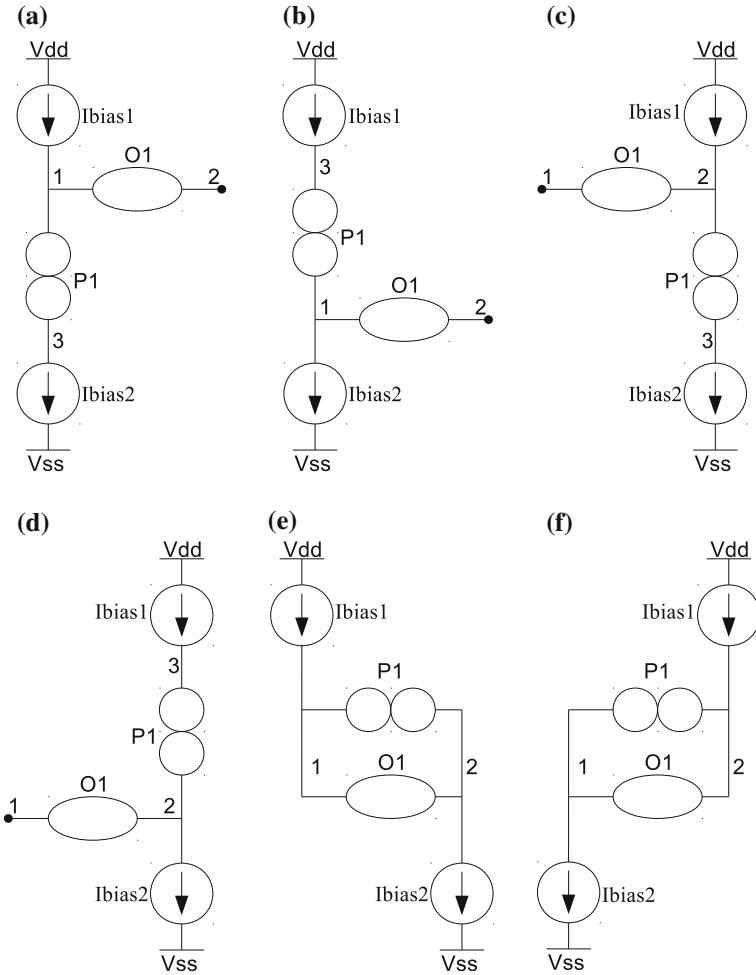 (a)
Vdd
Ibias1
O1
1
2
P1
3
Ibias2
Vss
(b)
Vdd
Ibias1
3
P1
O1
1
2
Ibias2
Vss
(c)
Vdd
Ibias1
O1
1
2
P1
3
Ibias2
Vss
(d)
Vdd
Ibias1
3
P1
O1
1
2
Ibias2
Vss
(e)
Vdd
Ibias1
P1
1
O1
2
Ibias2
Vss
(f)
Vdd
Ibias1
P1
1
O1
2
Ibias2
Vss